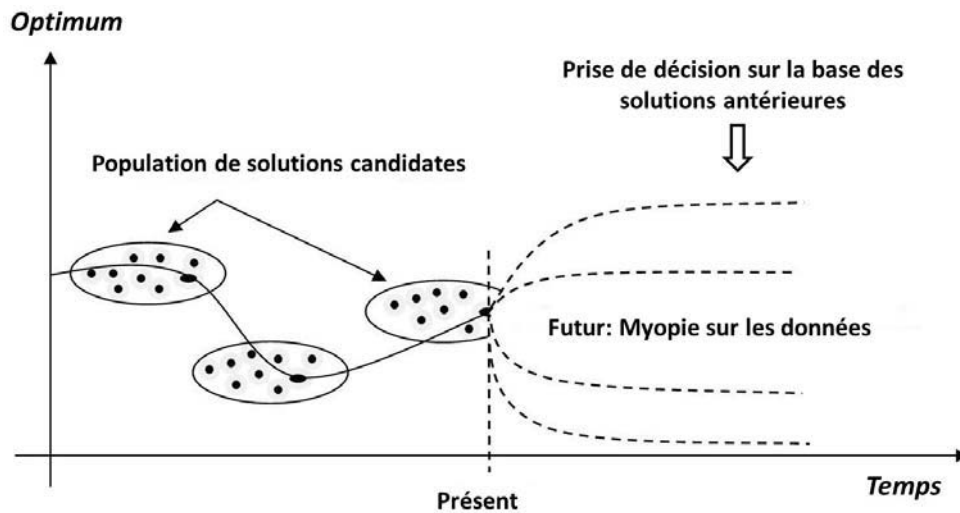 Optimum
Prise de décision sur la base des
solutions antérieures
Population de solutions candidates
Futur: Myopie sur les données
Temps
Présent